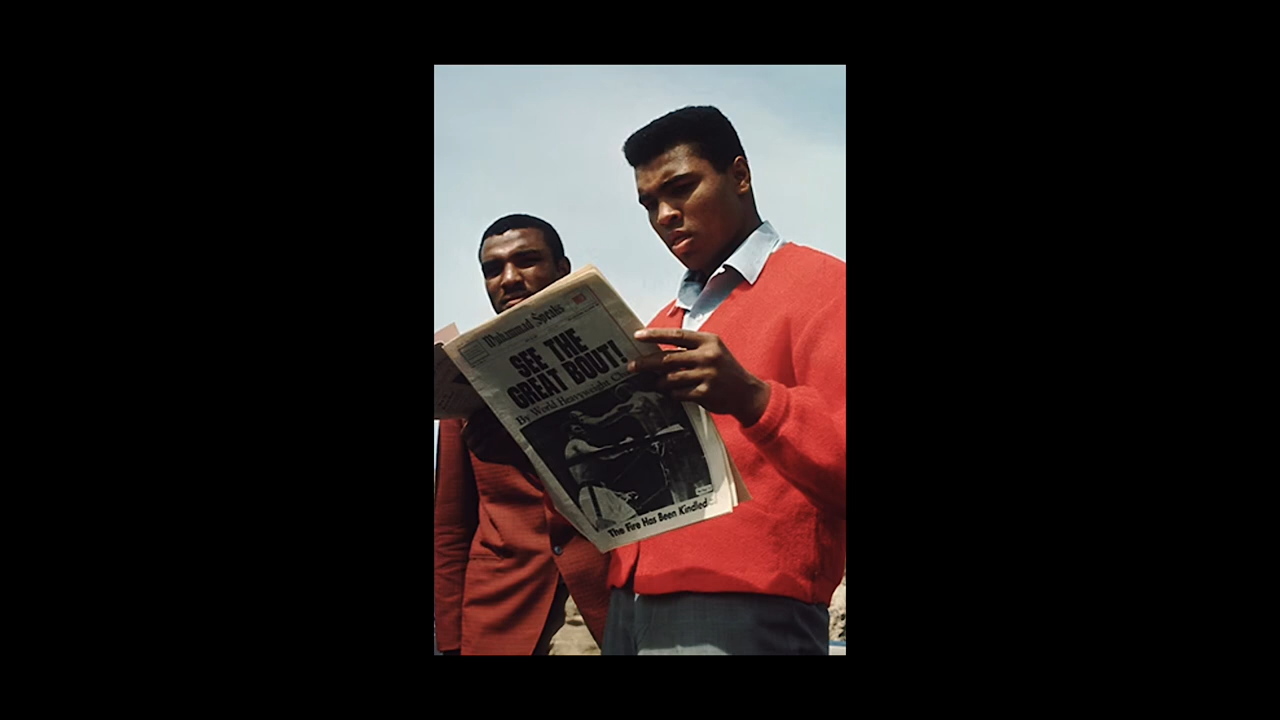 Muhammad Speaks
SEE THE
GREAT BOUT!
By World Heavyweight
The Fire Has Been Kindled